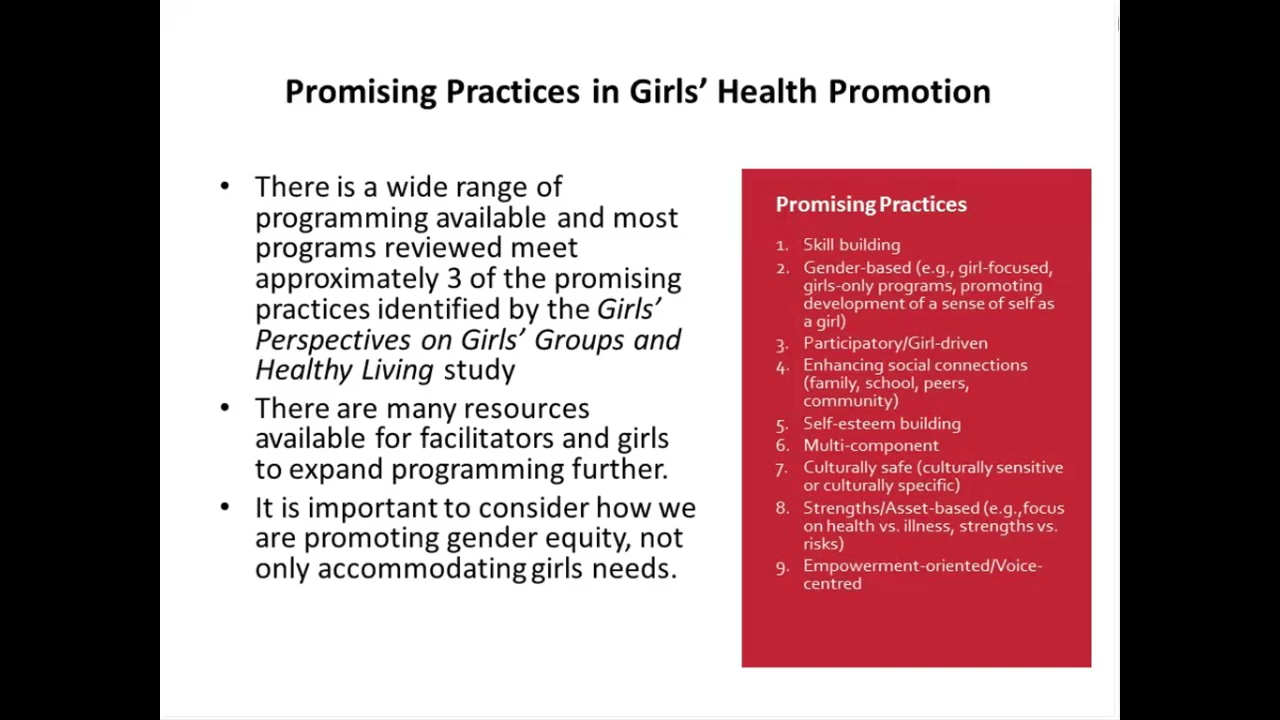 Promising Practices in Girls’ Health Promotion
• There is a wide range of
programming available and most
programs reviewed meet
approximately 3 of the promising
practices identified by the Girls’
Perspectives on Girls’ Groups and
Healthy Living study
• There are many resources
available for facilitators and girls
to expand programming further.
• It is important to consider how we
are promoting gender equity, not
only accommodating girls needs.
Promising Practices
1. Skill building
2. Gender-based (e.g., girl-focused,
girls-only programs, promoting
development of a sense of self as
a girl)
3. Participatory/Girl-driven
4. Enhancing social connections
(family, school, peers,
community)
5. Self-esteem building
6. Multi-component
7. Culturally safe (culturally sensitive
or culturally specific)
8. Strengths/Asset-based (e.g.,focus
on health vs. illness, strengths vs.
risks)
9. Empowerment-oriented/Voice-
centred